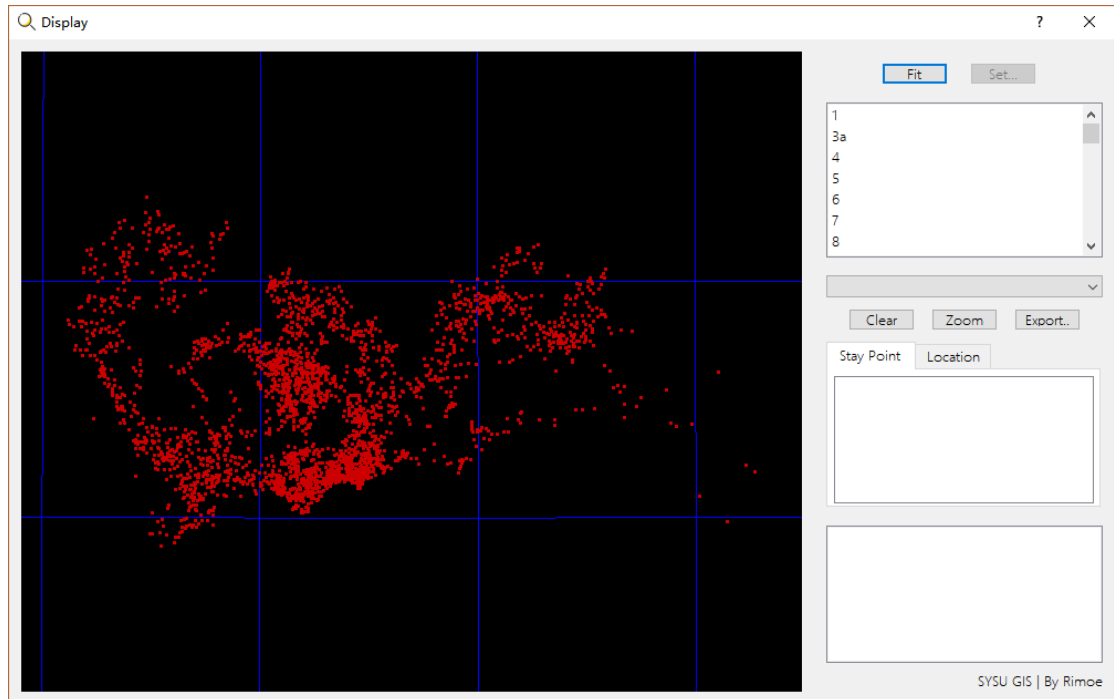 Display
?
Fit
Set...
1
3a
4
5
6
7
8
Clear
Zoom
Export..
Stay Point
Location
SYSU GIS | By Rimoe